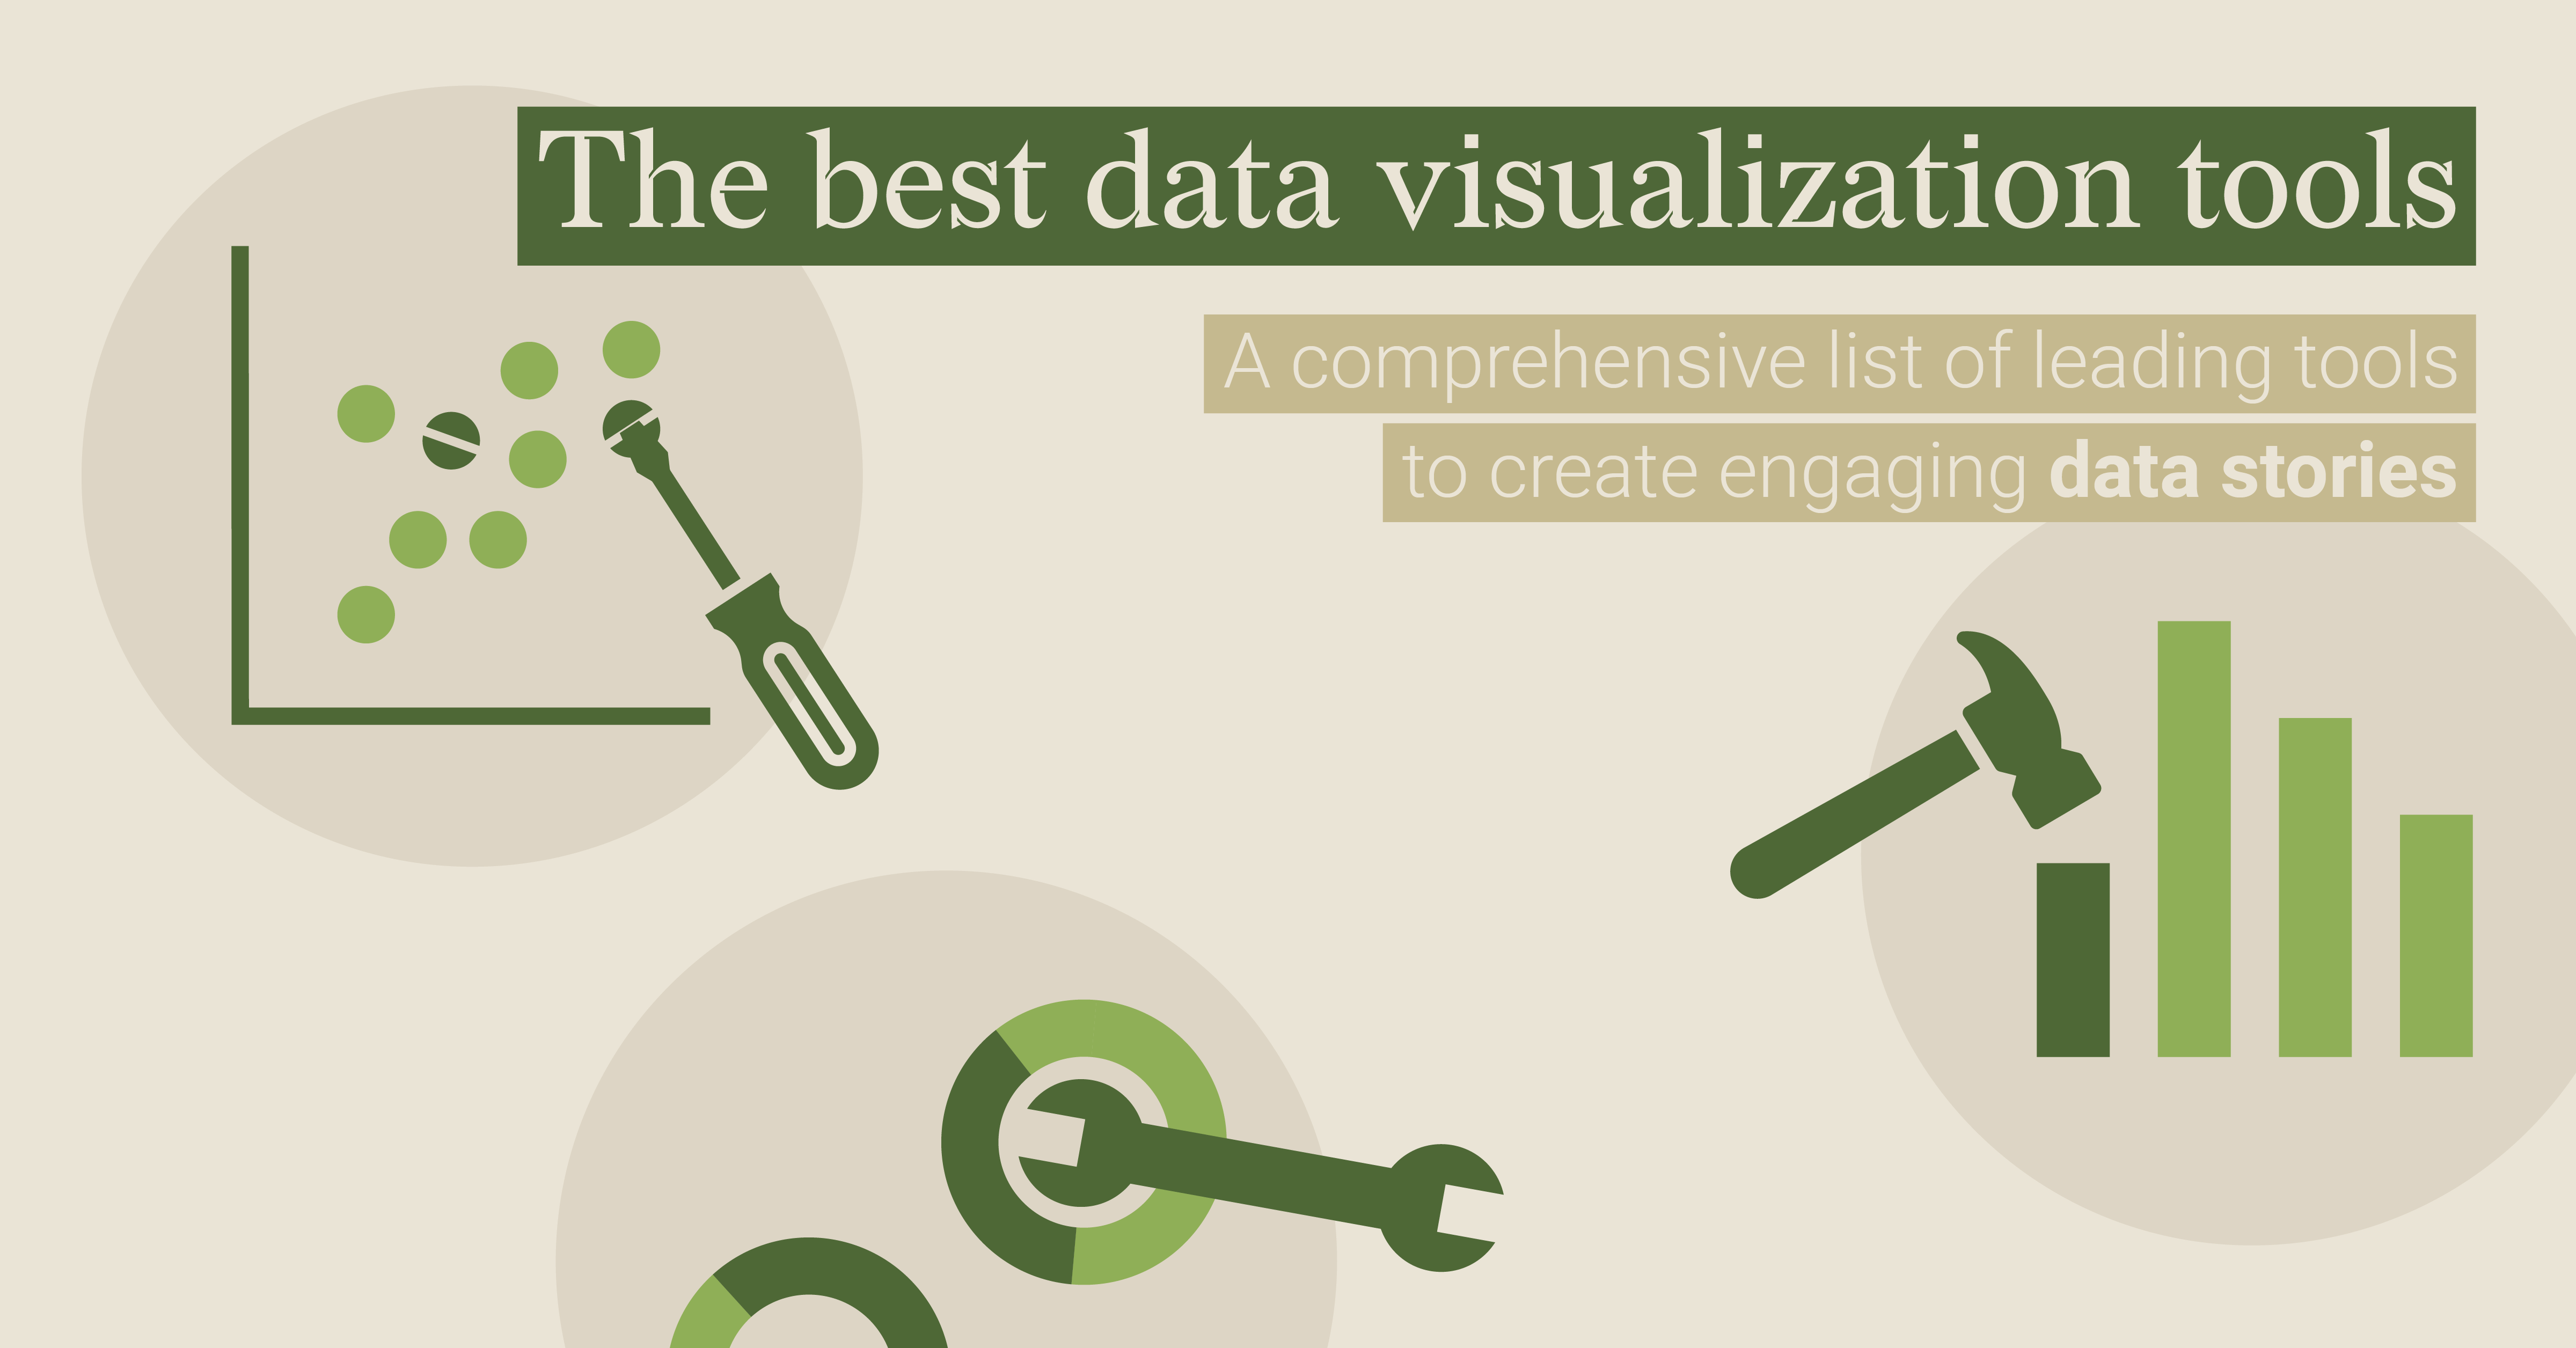 The best data visualization tools
A comprehensive list of leading tools
to create engaging data stories